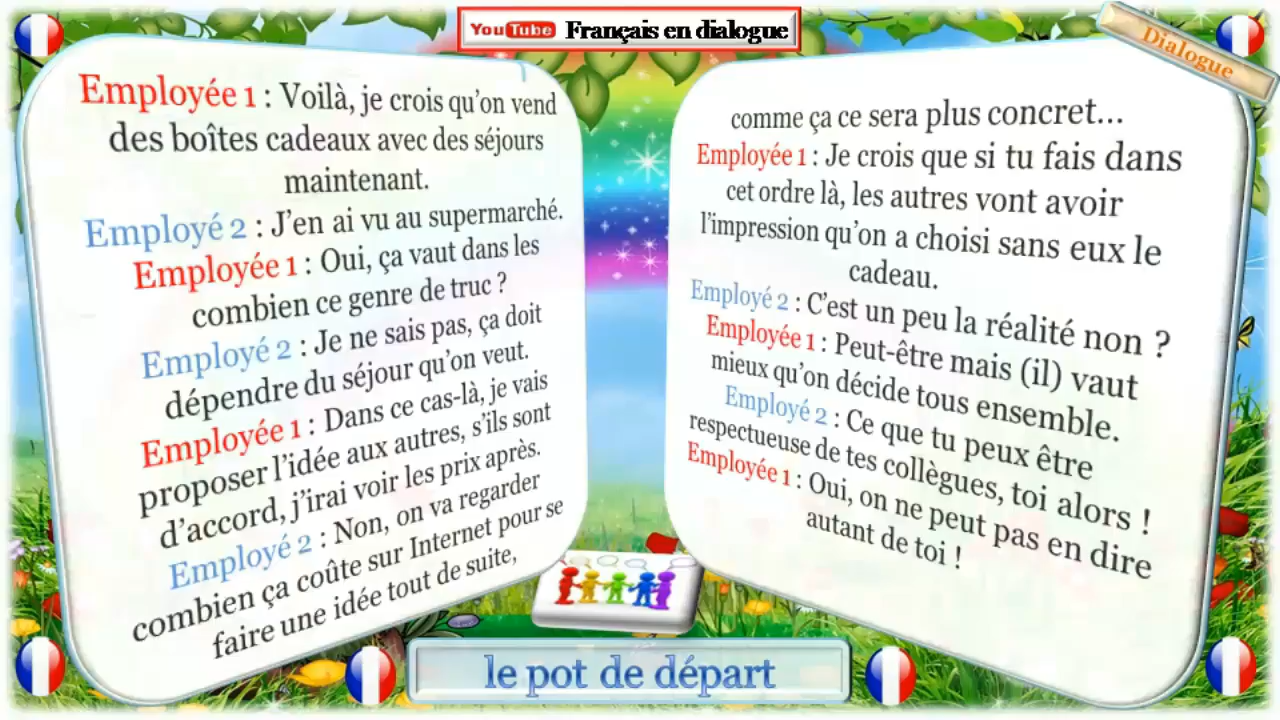 YouTube Français en dialogue
Dialogue
Employée 1 : Voilà, je crois qu’on vend
des boîtes cadeaux avec des séjours
maintenant.
Employé 2 : J’en ai vu au supermarché.
Employée 1 : Oui, ça vaut dans les
combien ce genre de truc ?
Employé 2 : Je ne sais pas, ça doit
dépendre du séjour qu’on veut.
Employée 1 : Dans ce cas-là, je vais
proposer l’idée aux autres, s’ils sont
d’accord, j’irai voir les prix après.
Employé 2 : Non, on va regarder
combien ça coûte sur Internet pour se
faire une idée tout de suite,
comme ça ce sera plus concret...
Employée 1 : Je crois que si tu fais dans
cet ordre là, les autres vont avoir
l’impression qu’on a choisi sans eux le
cadeau.
Employé 2 : C’est un peu la réalité non ?
Employée 1 : Peut-être mais (il) vaut
mieux qu’on décide tous ensemble.
Employé 2 : Ce que tu peux être
respectueuse de tes collègues, toi alors !
Employée 1 : Oui, on ne peut pas en dire
autant de toi !
le pot de départ